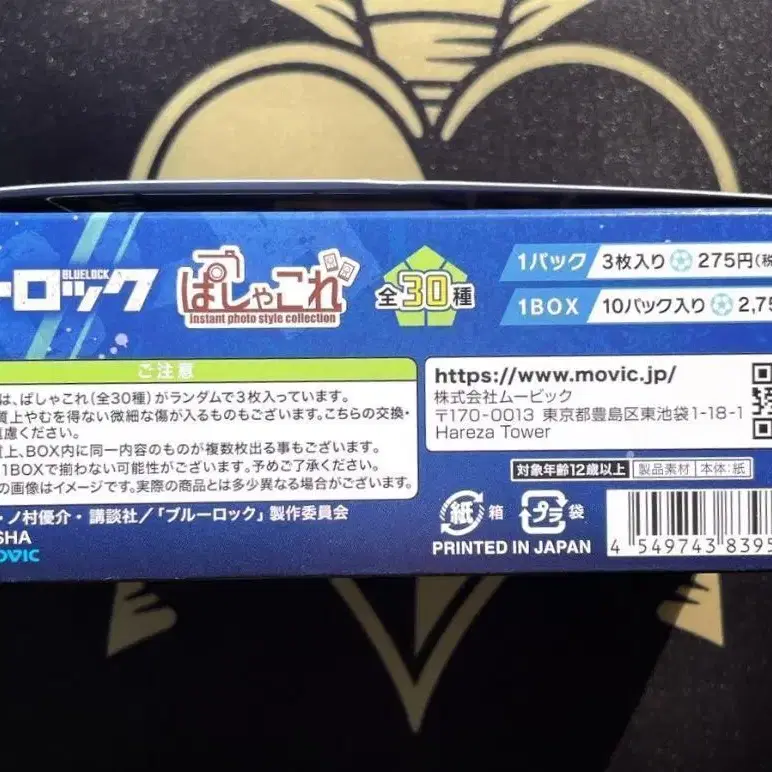 BLUELOCK
ーロック
ぱしゃこれ
instant photo style collection
全30種
1パック 3枚入り 275円(税
1BOX 10パック入り 2,75
ご注意
は、ぱしゃこれ(全30種)がランダムで3枚入っています。
質上やむを得ない微細な傷が入るものもございます。こちらの交換・
慮ください。
上、BOX内に同一内容のものが複数枚出る事もございます。
1BOXで揃わない可能性がございます。予めご了承ください。
の画像はイメージです。実際の商品とは多少異なる場合がございます。
・ノ村優介・講談社/「ブルーロック」製作委員会
SHA
MOVIC
https://www.movic.jp/
株式会社ムービック
〒170-0013 東京都豊島区東池袋1-18-1
Hareza Tower
対象年齢12歳以上 製品素材 本体:紙
紙 箱 プラ 袋
PRINTED IN JAPAN
4 549743 8395